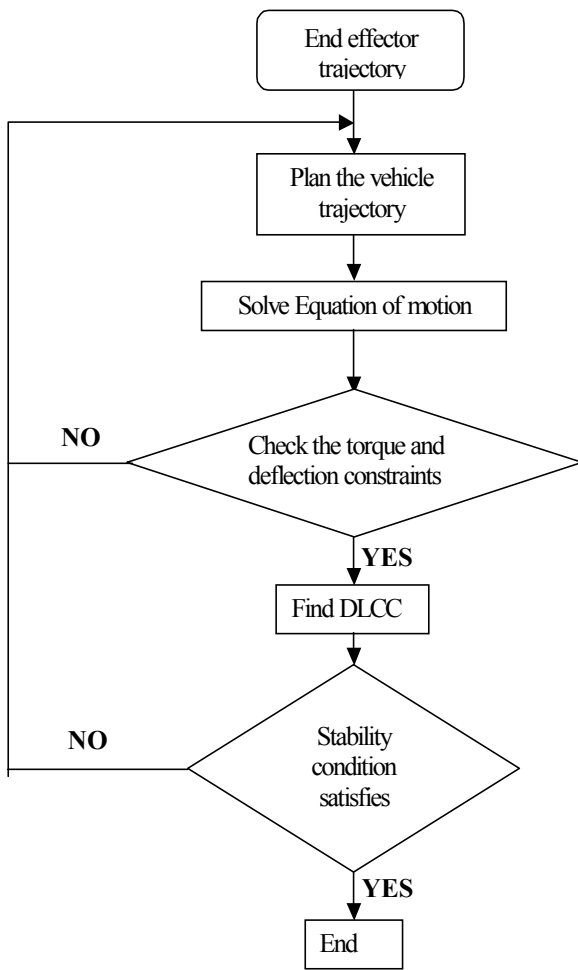 End effector
trajectory
Plan the vehicle
trajectory
Solve Equation of motion
NO
Check the torque and
deflection constraints
YES
Find DLCC
NO
Stability
condition
satisfies
YES
End